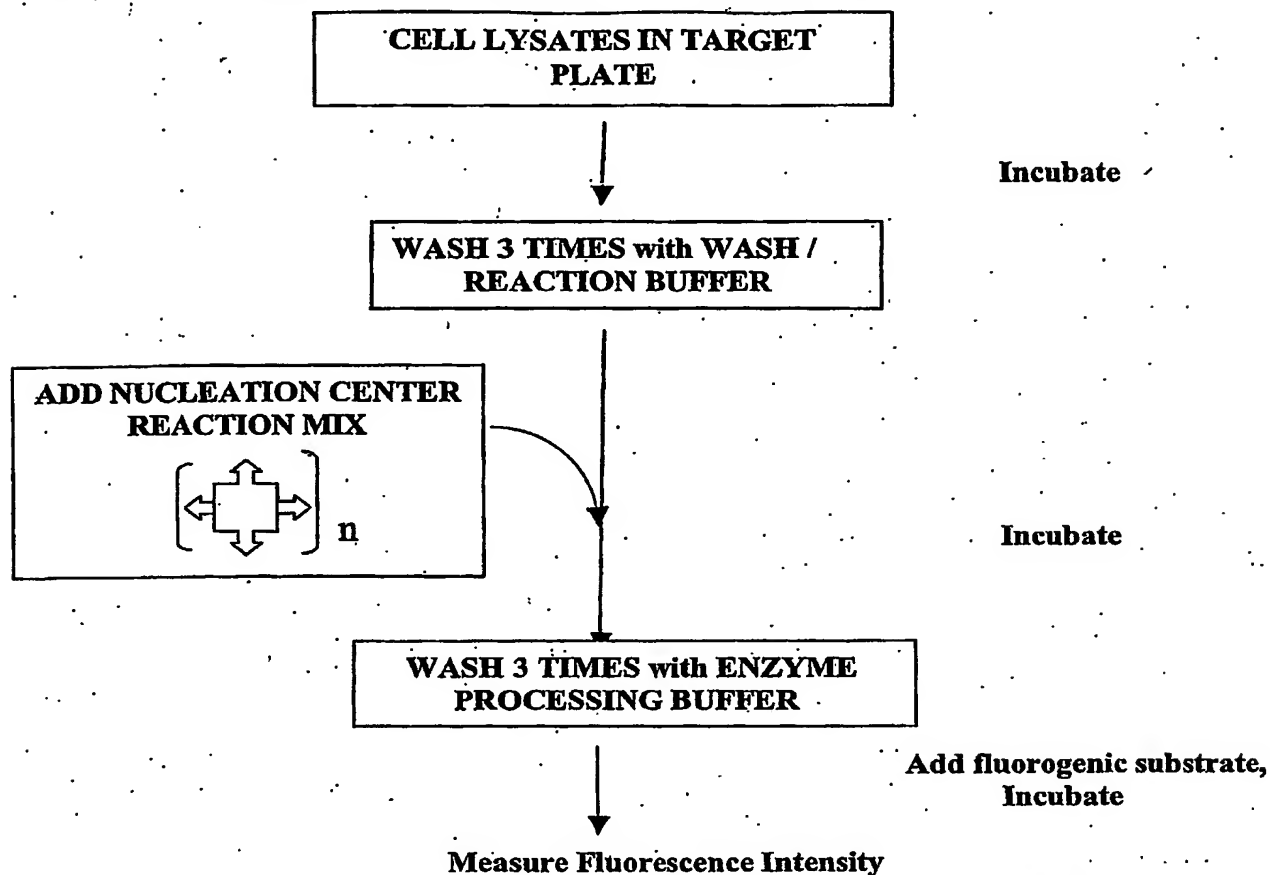 CELL LYSATES IN TARGET
PLATE
Incubate
WASH 3 TIMES with WASH /
REACTION BUFFER
ADD NUCLEATION CENTER
REACTION MIX
n
Incubate
WASH 3 TIMES with ENZYME
PROCESSING BUFFER
Add fluorogenic substrate,
Incubate
Measure Fluorescence Intensity